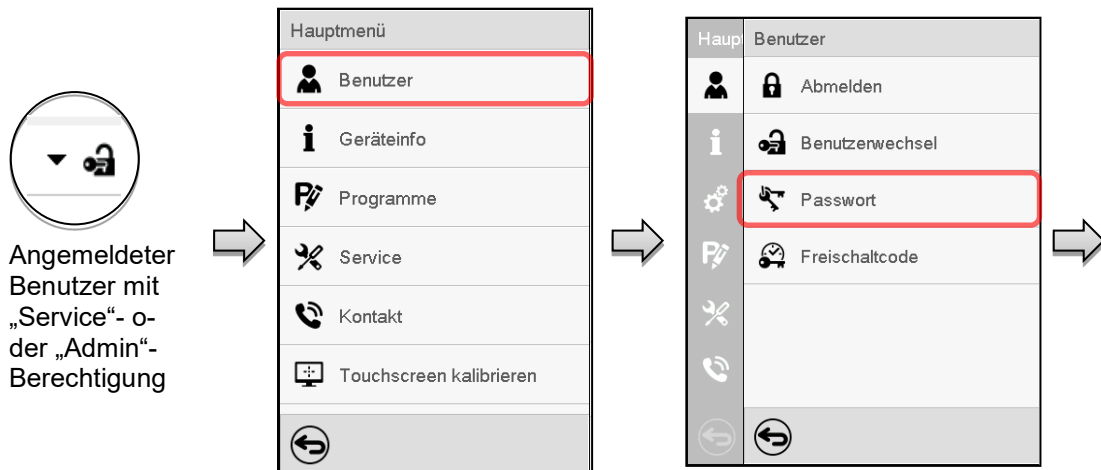 Angemeldeter
Benutzer mit
„Service“- o-
der „Admin“-
Berechtigung
Hauptmenü
Benutzer
Geräteinfo
Programme
Service
Kontakt
Touchscreen kalibrieren
Haup
Benutzer
Abmelden
Benutzerwechsel
Passwort
Freischaltcode